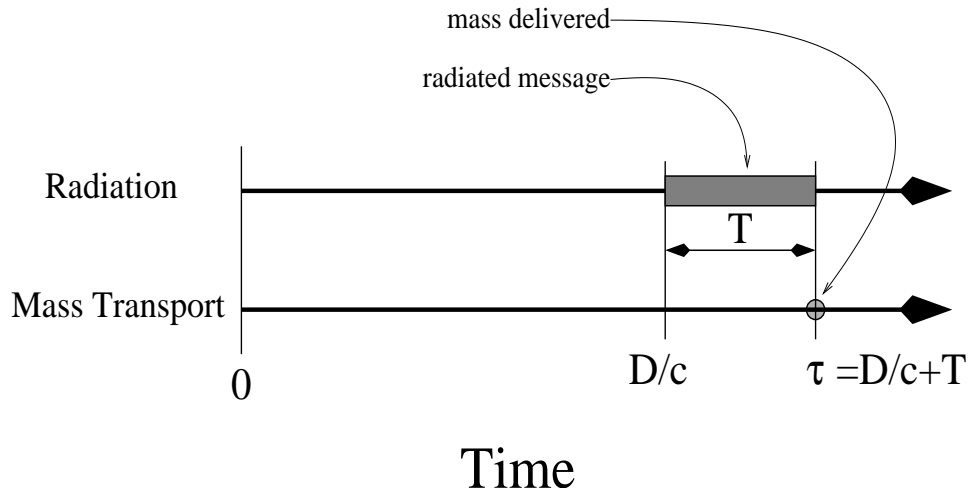 mass delivered
radiated message
Radiation
T
Mass Transport
0
D/c
τ =D/c+T
Time